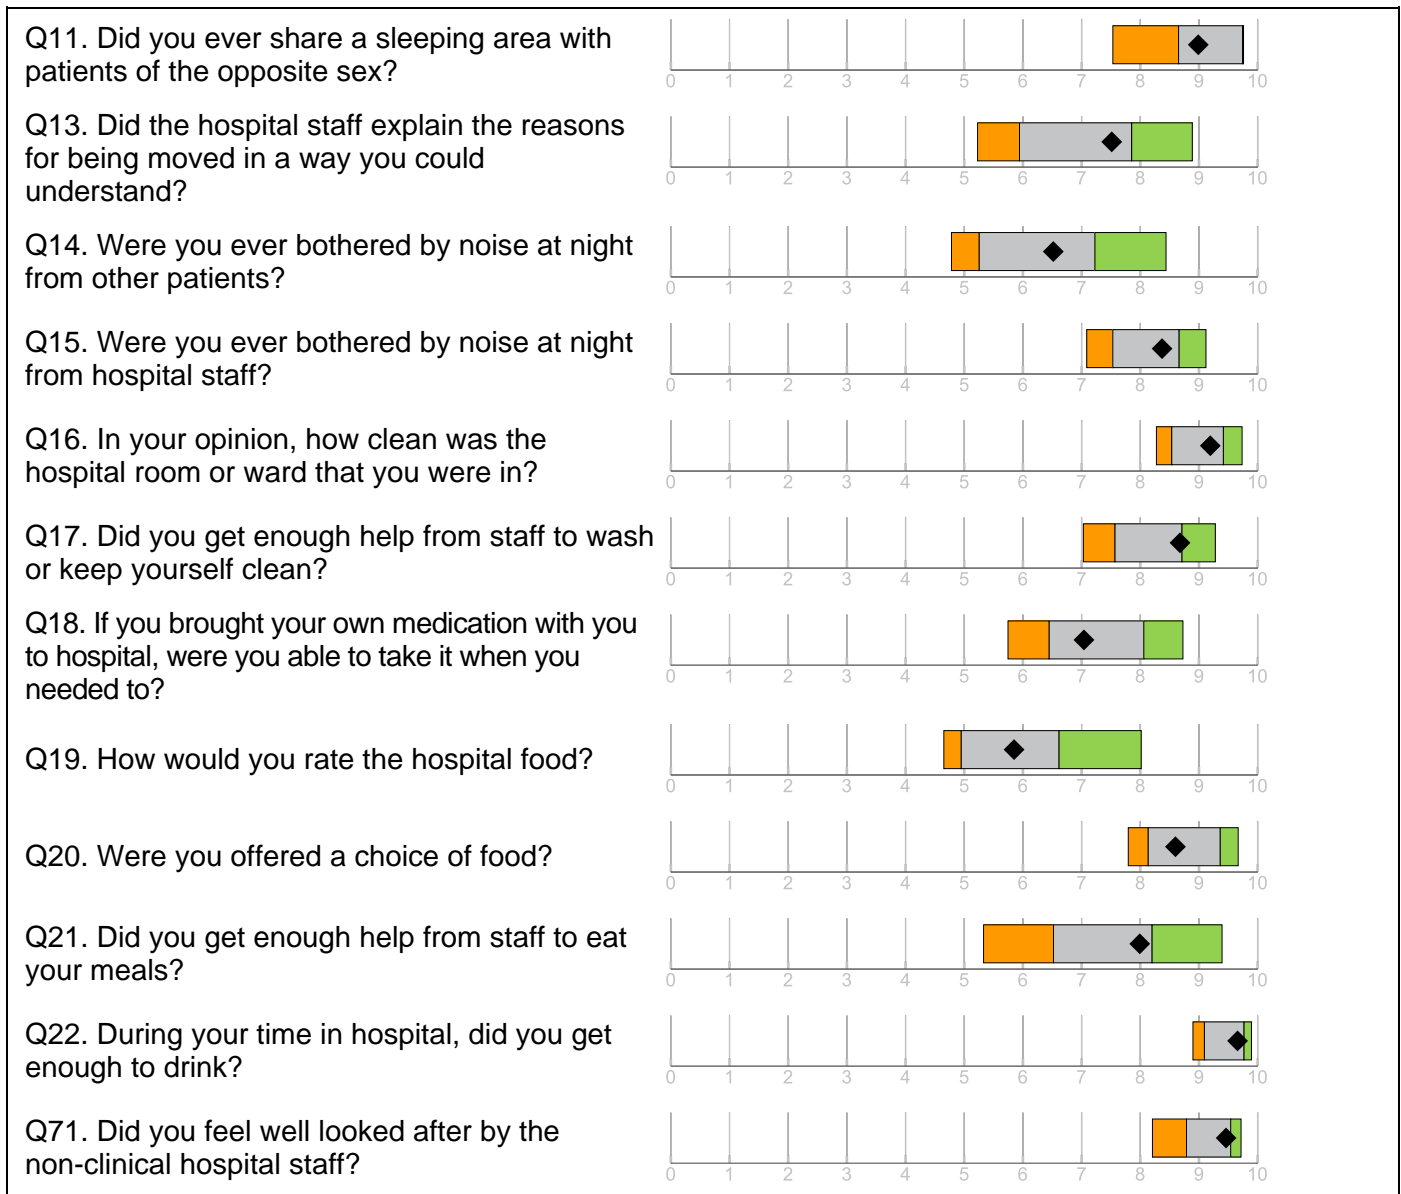 Q11. Did you ever share a sleeping area with
patients of the opposite sex?
0 1 2 3 4 5 6 7 8 9 10
Q13. Did the hospital staff explain the reasons
for being moved in a way you could
understand?
0 1 2 3 4 5 6 7 8 9 10
Q14. Were you ever bothered by noise at night
from other patients?
0 1 2 3 4 5 6 7 8 9 10
Q15. Were you ever bothered by noise at night
from hospital staff?
0 1 2 3 4 5 6 7 8 9 10
Q16. In your opinion, how clean was the
hospital room or ward that you were in?
0 1 2 3 4 5 6 7 8 9 10
Q17. Did you get enough help from staff to wash
or keep yourself clean?
0 1 2 3 4 5 6 7 8 9 10
Q18. If you brought your own medication with you
to hospital, were you able to take it when you
needed to?
0 1 2 3 4 5 6 7 8 9 10
Q19. How would you rate the hospital food?
0 1 2 3 4 5 6 7 8 9 10
Q20. Were you offered a choice of food?
0 1 2 3 4 5 6 7 8 9 10
Q21. Did you get enough help from staff to eat
your meals?
0 1 2 3 4 5 6 7 8 9 10
Q22. During your time in hospital, did you get
enough to drink?
0 1 2 3 4 5 6 7 8 9 10
Q71. Did you feel well looked after by the
non-clinical hospital staff?
0 1 2 3 4 5 6 7 8 9 10